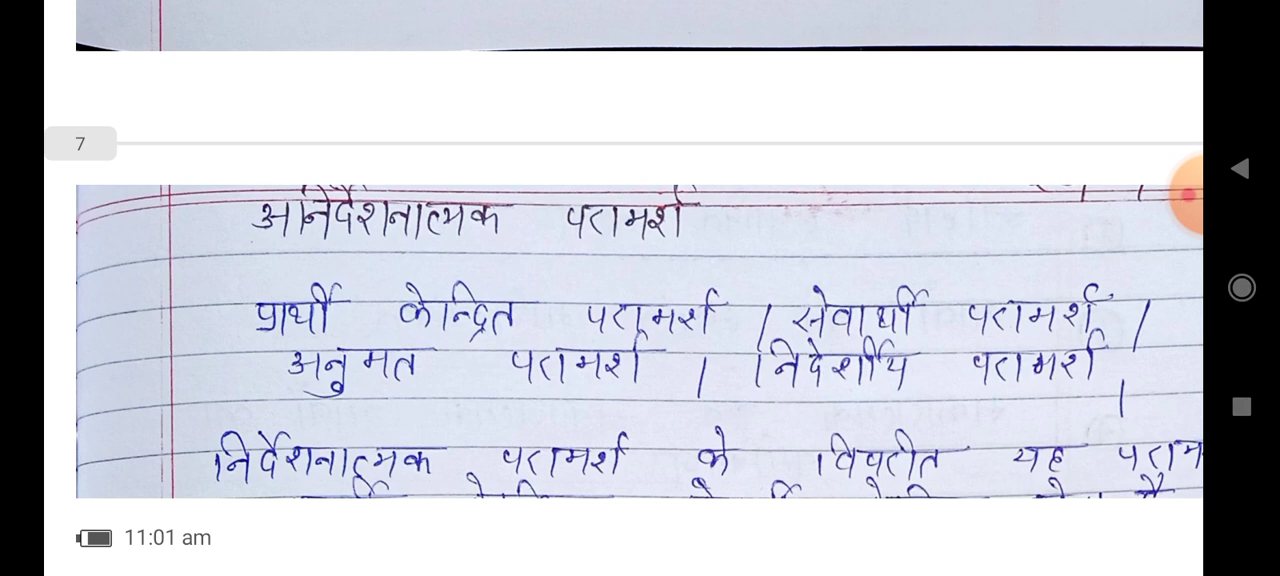 7
अनिर्देशनात्मक परामर्श
प्रार्थी केन्द्रित परामर्श / सेवार्थी परामर्श /
अनुमत परामर्श / निर्देशीय परामर्श /
निर्देशनात्मक परामर्श के विपरीत यह पराम
11:01 am